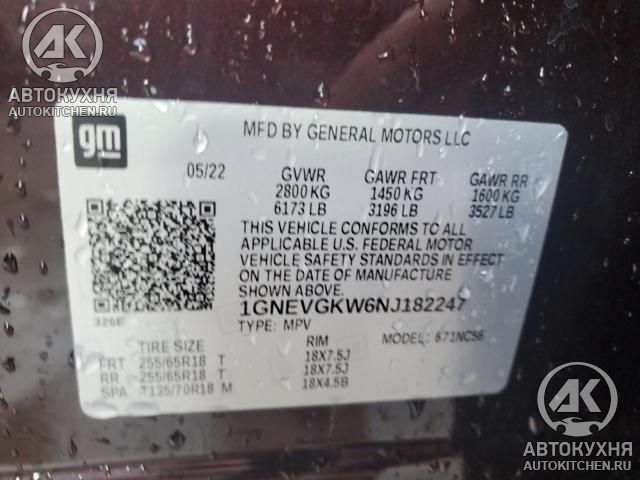 АК
АВТОКУХНЯ
AUTOKITCHEN.RU
gm
MFD BY GENERAL MOTORS LLC
05/22 GVWR GAWR FRT GAWR RR
2800 KG 1450 KG 1600 KG
6173 LB 3196 LB 3527 LB
THIS VEHICLE CONFORMS TO ALL
APPLICABLE U.S. FEDERAL MOTOR
VEHICLE SAFETY STANDARDS IN EFFECT
ON THE DATE OF MANUFACTURE
SHOWN ABOVE.
1GNEVGKW6NJ182247
326E
TYPE: MPV MODEL: 671NC56
TIRE SIZE RIM
FRT 255/65R18 T 18X7.5J
RR 255/65R18 T 18X7.5J
SPA T135/70R18 M 18X4.5B
АК
АВТОКУХНЯ
AUTOKITCHEN.RU